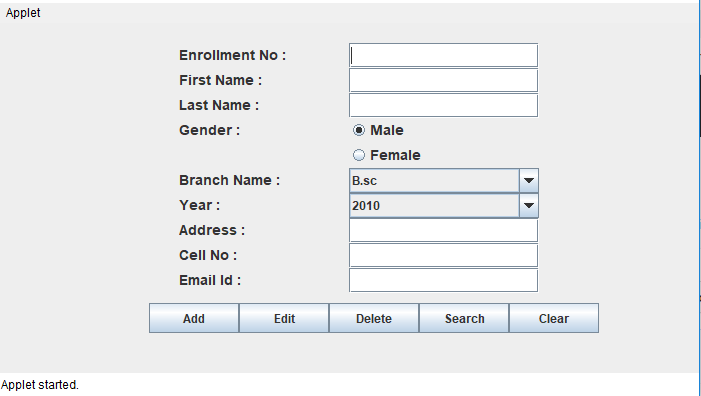 Applet
Enrollment No :
First Name :
Last Name :
Gender : Male
Female
Branch Name : B.sc
Year : 2010
Address :
Cell No :
Email Id :
Add Edit Delete Search Clear
Applet started.